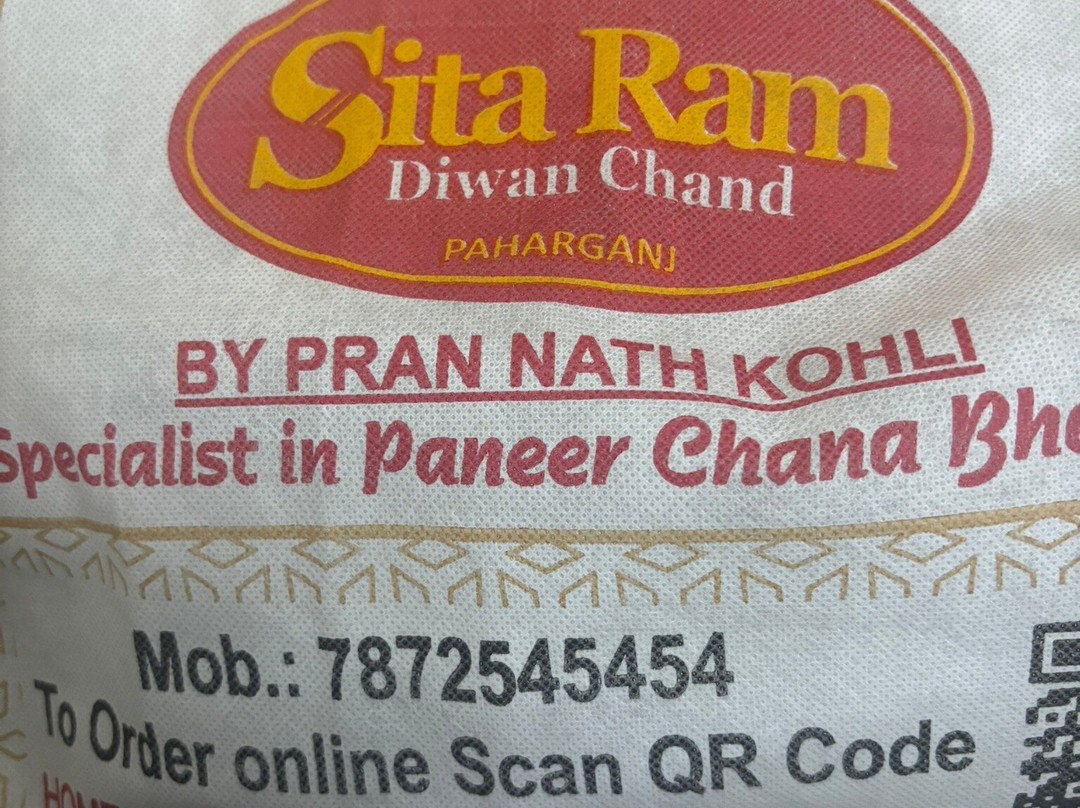 Sita Ram
Diwan Chand
PAHARGANJ
BY PRAN NATH KOHLI
Specialist in Paneer Chana
Mob.: 7872545454
To Order online Scan QR Code